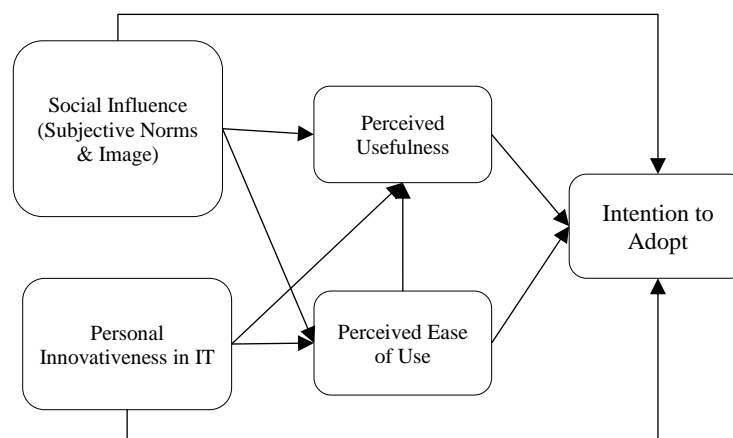 Social Influence
(Subjective Norms
& Image)
Perceived
Usefulness
Intention to
Adopt
Personal
Innovativeness in IT
Perceived Ease
of Use